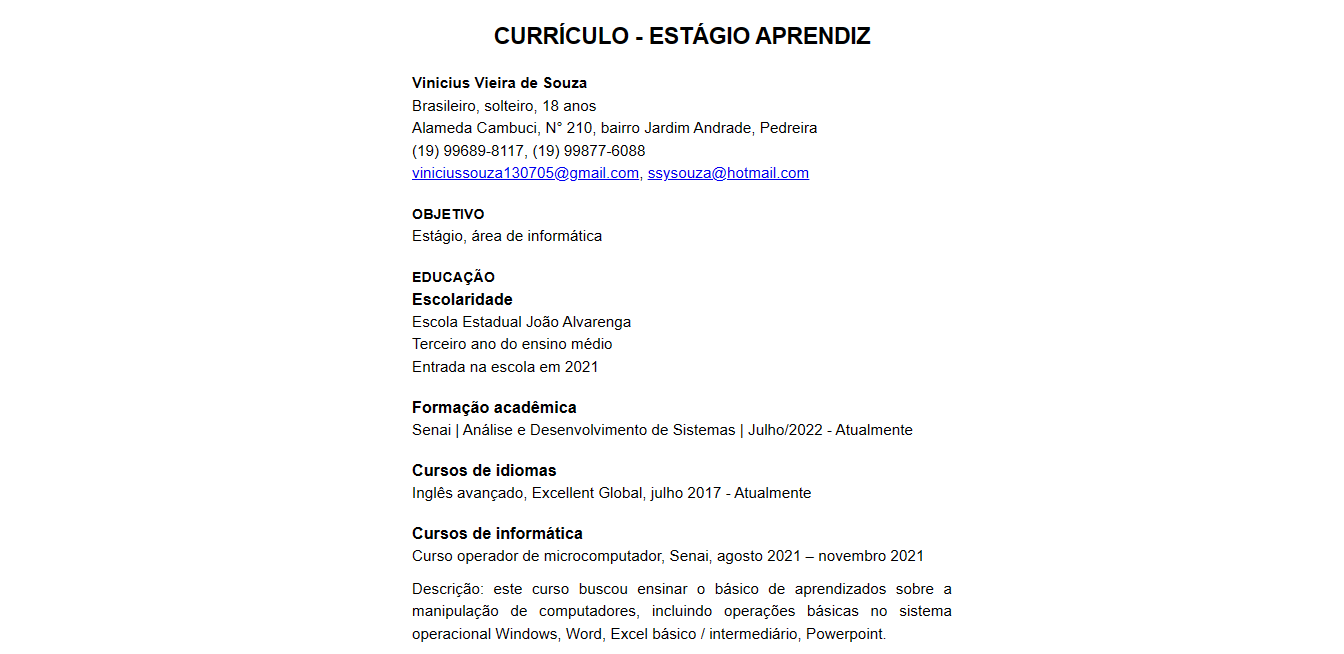 CURRÍCULO - ESTÁGIO APRENDIZ
Vinicius Vieira de Souza
Brasileiro, solteiro, 18 anos
Alameda Cambuci, N° 210, bairro Jardim Andrade, Pedreira
(19) 99689-8117, (19) 99877-6088
viniciussouza130705@gmail.com, ssysouza@hotmail.com
OBJETIVO
Estágio, área de informática
EDUCAÇÃO
Escolaridade
Escola Estadual João Alvarenga
Terceiro ano do ensino médio
Entrada na escola em 2021
Formação acadêmica
Senai | Análise e Desenvolvimento de Sistemas | Julho/2022 - Atualmente
Cursos de idiomas
Inglês avançado, Excellent Global, julho 2017 - Atualmente
Cursos de informática
Curso operador de microcomputador, Senai, agosto 2021 – novembro 2021
Descrição: este curso buscou ensinar o básico de aprendizados sobre a
manipulação de computadores, incluindo operações básicas no sistema
operacional Windows, Word, Excel básico / intermediário, Powerpoint.